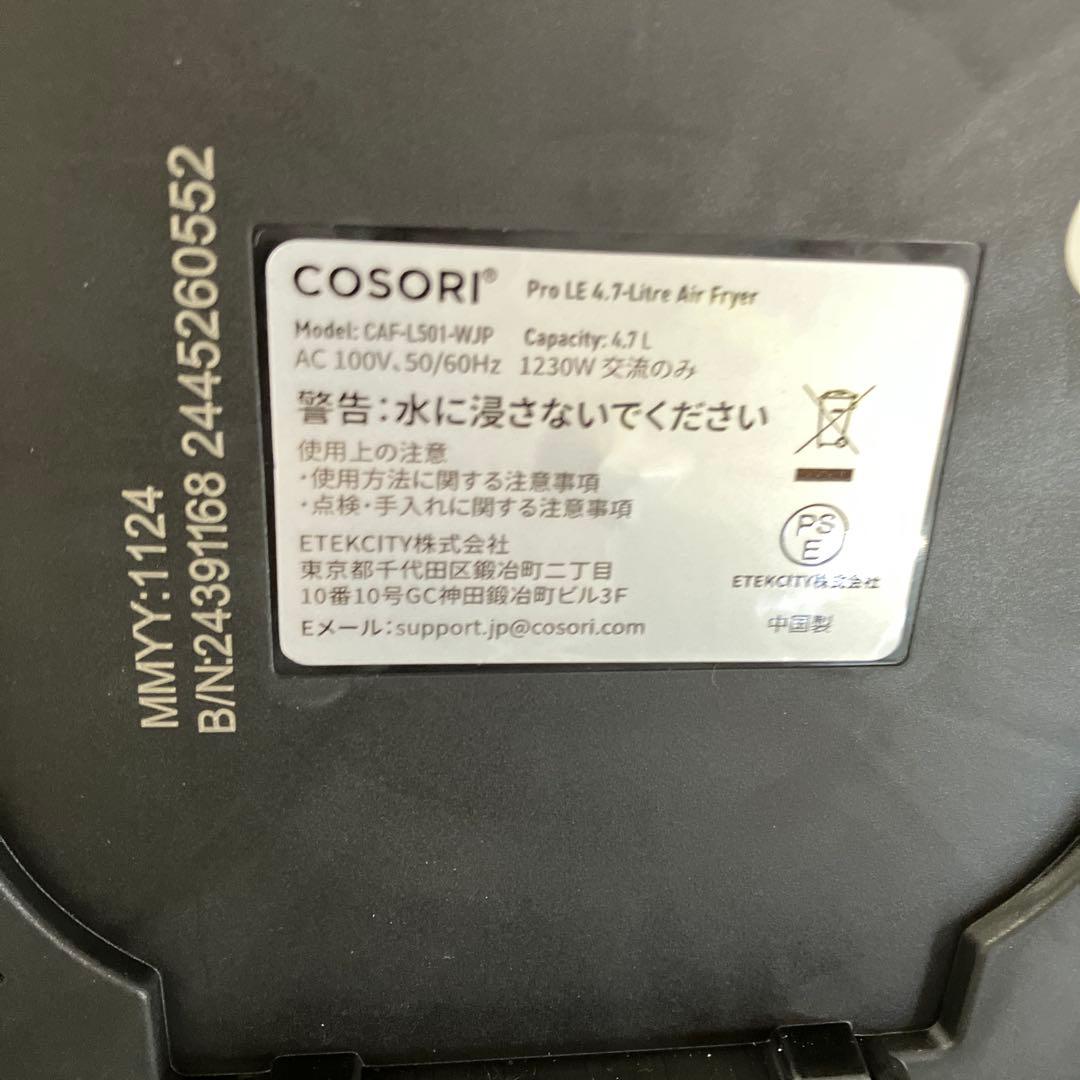 MMYY:1124
B/N:24391168 2445260552
COSORI® Pro LE 4.7-Litre Air Fryer
Model: CAF-L501-WJP Capacity: 4.7 L
AC 100V、50/60Hz 1230W 交流のみ
警告：水に浸さないでください
使用上の注意
・使用方法に関する注意事項
・点検・手入れに関する注意事項
ETEKCITY株式会社
東京都千代田区鍛冶町二丁目
10番10号GC神田鍛冶町ビル3F
Eメール：support.jp@cosori.com
PS
E
ETEKCITY株式会社
中国製